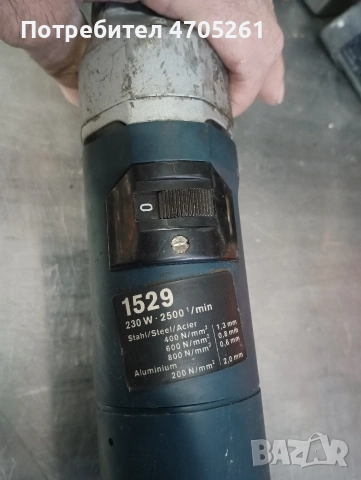 Потребител 4705261
0
1529
230 W · 2500 ¹/min
Stahl/Steel/Acier
400 N/mm² 1,3 mm
600 N/mm² 0,8 mm
800 N/mm² 0,6 mm
Aluminium
200 N/mm² 2,0 mm
BAZAR